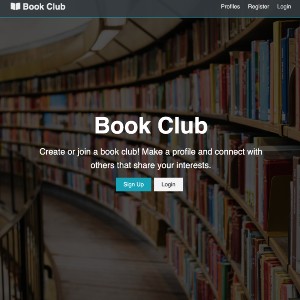 Book Club
Profiles Register Login
Book Club
Create or join a book club! Make a profile and connect with
others that share your interests.
Sign Up Login